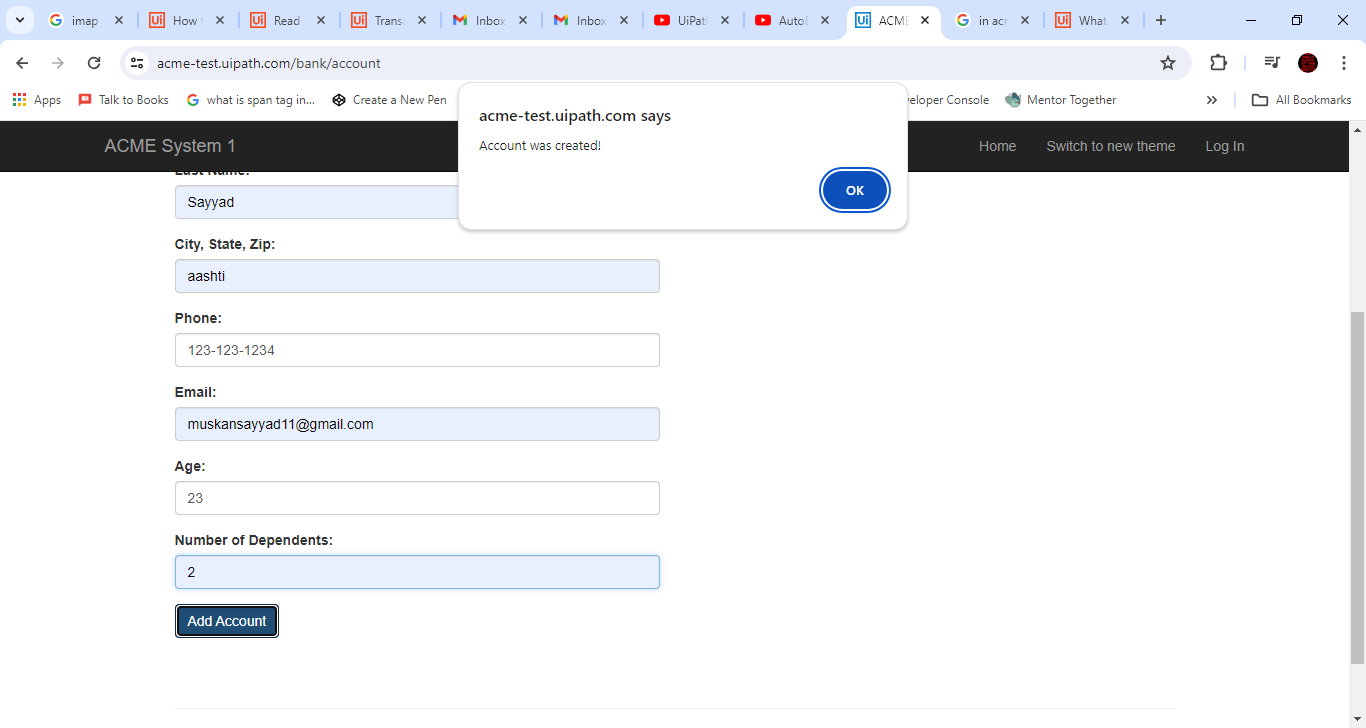 imap
How
Read
Trans
Inbox
Inbox
UiPat
Auto
ACME
in acr
What
acme-test.uipath.com/bank/account
Apps
Talk to Books
what is span tag in...
Create a New Pen
veloper Console
Mentor Together
All Bookmarks
acme-test.uipath.com says
Account was created!
OK
ACME System 1
Home
Switch to new theme
Log In
Last Name:
Sayyad
City, State, Zip:
aashti
Phone:
123-123-1234
Email:
muskansayyad11@gmail.com
Age:
23
Number of Dependents:
2
Add Account